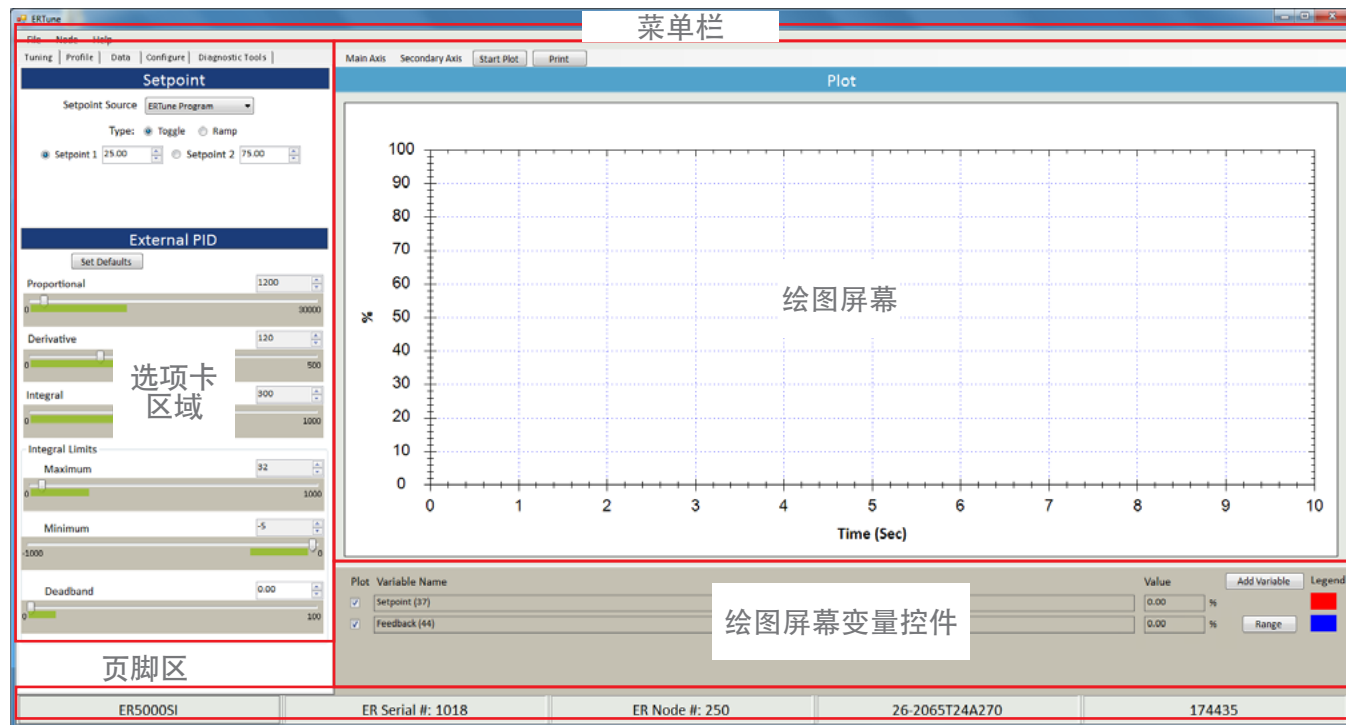 ERTune
菜单栏
File Node Help
Tuning Profile Data Configure Diagnostic Tools
Main Axis Secondary Axis Start Plot Print
Setpoint
Plot
Setpoint Source ERTune Program
Type: Toggle Ramp
Setpoint 1 25.00 Setpoint 2 75.00
External PID
Set Defaults
Proportional 1200
0 30000
Derivative 120
0 500
选项卡
区域
Integral 300
0 1000
Integral Limits
Maximum 32
0 1000
Minimum -5
-1000 0
Deadband 0.00
0 100
页脚区
100
90
80
70
60
50
40
30
20
10
0
%
绘图屏幕
0 1 2 3 4 5 6 7 8 9 10
Time (Sec)
Plot Variable Name Value Add Variable Legend
Setpoint (37) 0.00 %
Feedback (44) 0.00 % Range
绘图屏幕变量控件
ER5000SI ER Serial #: 1018 ER Node #: 250 26-2065T24A270 174435